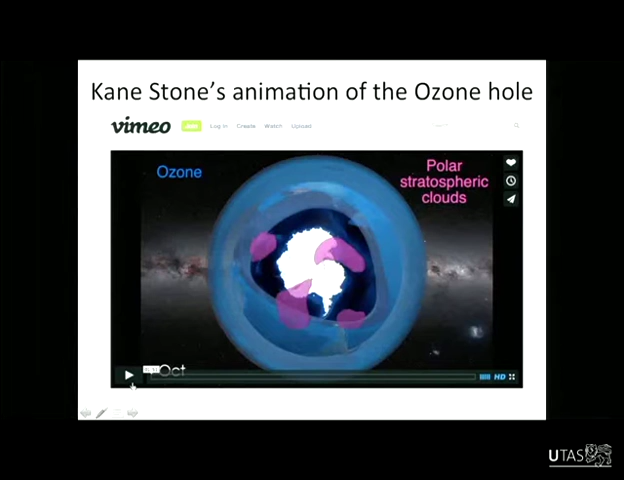 Kane Stone's animation of the Ozone hole
vimeo
Join Log In Create Watch Upload
Ozone
Polar
stratospheric
clouds
Oct
HD
UTAS